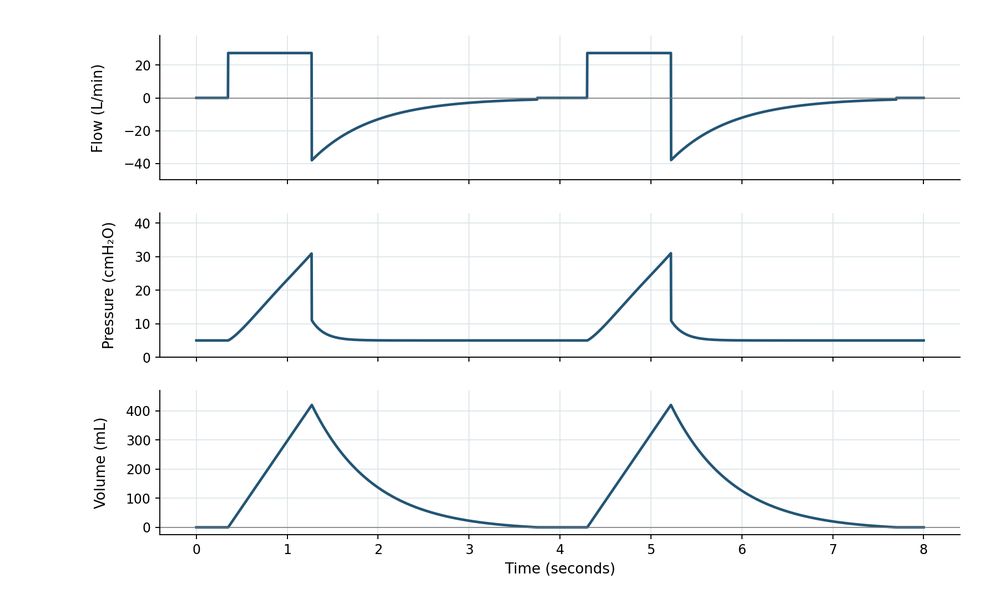 Flow (L/min)
20
0
−20
−40
Pressure (cmH₂O)
40
30
20
10
0
Volume (mL)
400
300
200
100
0
0 1 2 3 4 5 6 7 8
Time (seconds)